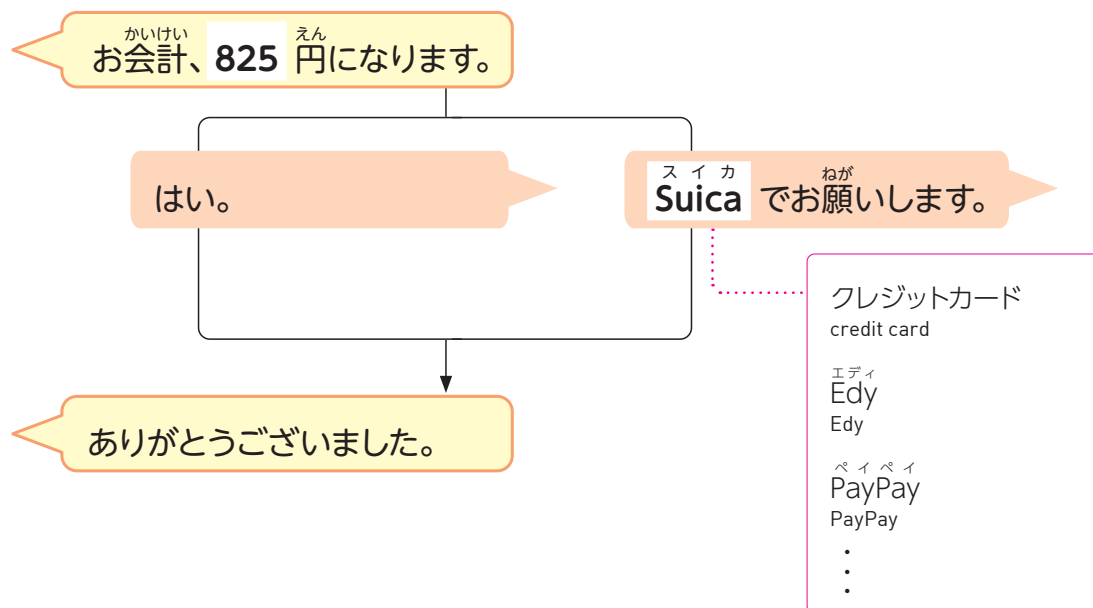 かいけい えん
お会計、825 円になります。
はい。
スイカ ねが
Suica でお願いします。
クレジットカード
credit card
エディ
Edy
Edy
ペイペイ
PayPay
PayPay
・
・
・
ありがとうございました。